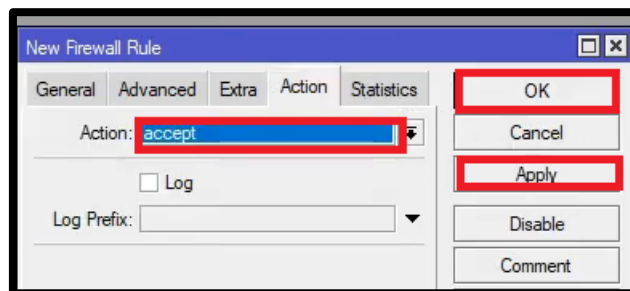 New Firewall Rule
General Advanced Extra Action Statistics
OK
Action: accept
Cancel
Log
Apply
Log Prefix:
Disable
Comment